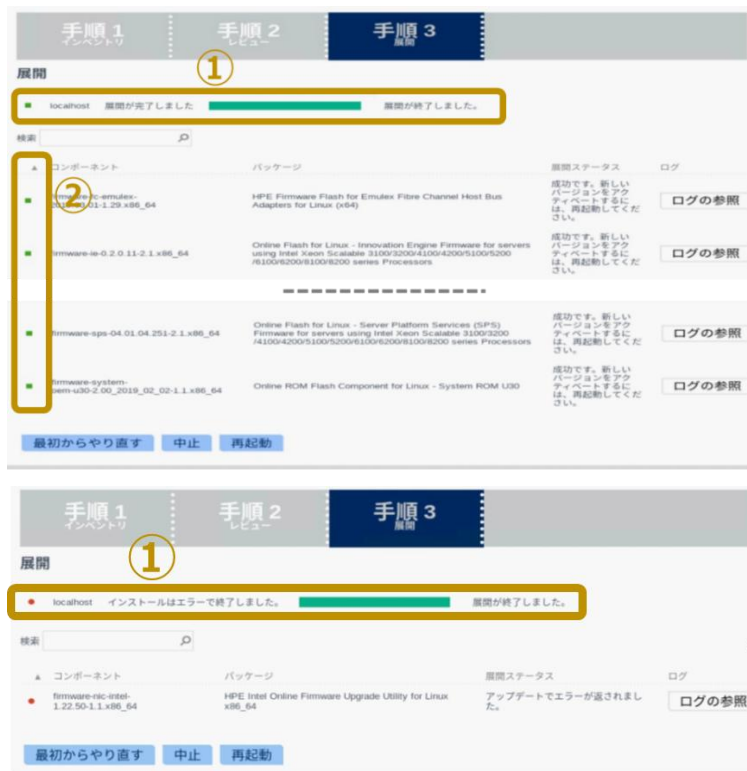 手順 1
インベントリ
手順 2
レビュー
手順 3
展開
①
展開
localhost 展開が完了しました 展開が終了しました。
検索
▲ コンポーネント パッケージ 展開ステータス ログ
②
firmware-fc-emulex-
01-1.29.x86_64
HPE Firmware Flash for Emulex Fibre Channel Host Bus
Adapters for Linux (x64)
成功です。新しい
バージョンをアク
ティベートするに
は、再起動してくだ
さい。
ログの参照
firmware-ie-0.2.0.11-2.1.x86_64
Online Flash for Linux - Innovation Engine Firmware for servers
using Intel Xeon Scalable 3100/3200/4100/4200/5100/5200
/6100/6200/8100/8200 series Processors
成功です。新しい
バージョンをアク
ティベートするに
は、再起動してくだ
さい。
ログの参照
firmware-sps-04.01.04.251-2.1.x86_64
Online Flash for Linux - Server Platform Services (SPS)
Firmware for servers using Intel Xeon Scalable 3100/3200
/4100/4200/5100/5200/6100/6200/8100/8200 series Processors
成功です。新しい
バージョンをアク
ティベートするに
は、再起動してくだ
さい。
ログの参照
firmware-system-
oem-u30-2.00_2019_02_02-1.1.x86_64
Online ROM Flash Component for Linux - System ROM U30
成功です。新しい
バージョンをアク
ティベートするに
は、再起動してくだ
さい。
ログの参照
最初からやり直す 中止 再起動
手順 1
インベントリ
手順 2
レビュー
手順 3
展開
①
展開
localhost インストールはエラーで終了しました。 展開が終了しました。
検索
▲ コンポーネント パッケージ 展開ステータス ログ
firmware-nic-intel-
1.22.50-1.1.x86_64
HPE Intel Online Firmware Upgrade Utility for Linux
x86_64
アップデートでエラーが返されまし
た。
ログの参照
最初からやり直す 中止 再起動